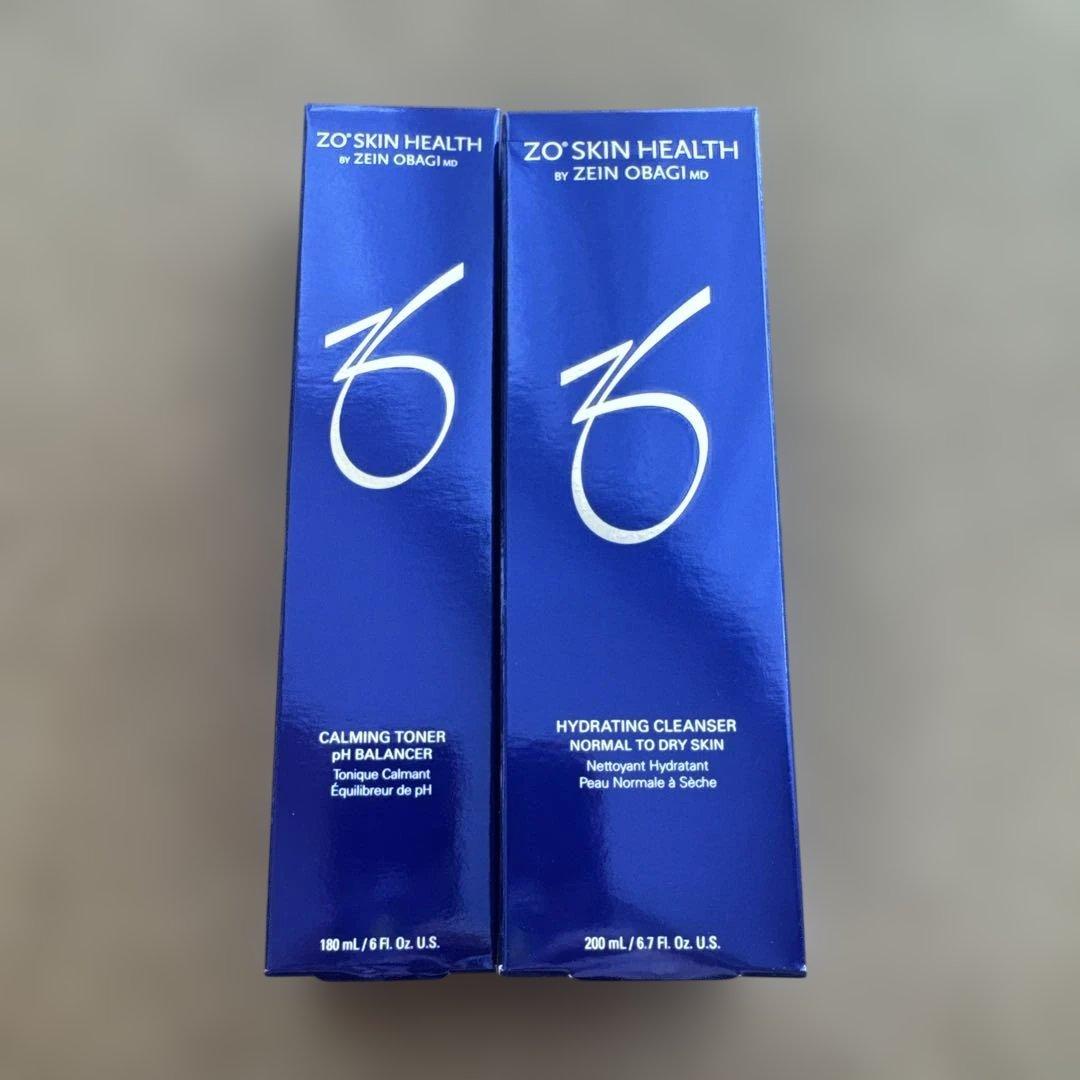 ZO® SKIN HEALTH
BY ZEIN OBAGI MD
CALMING TONER
pH BALANCER
Tonique Calmant
Équilibreur de pH
180 mL / 6 Fl. Oz. U.S.
ZO® SKIN HEALTH
BY ZEIN OBAGI MD
HYDRATING CLEANSER
NORMAL TO DRY SKIN
Nettoyant Hydratant
Peau Normale à Sèche
200 mL / 6.7 Fl. Oz. U.S.